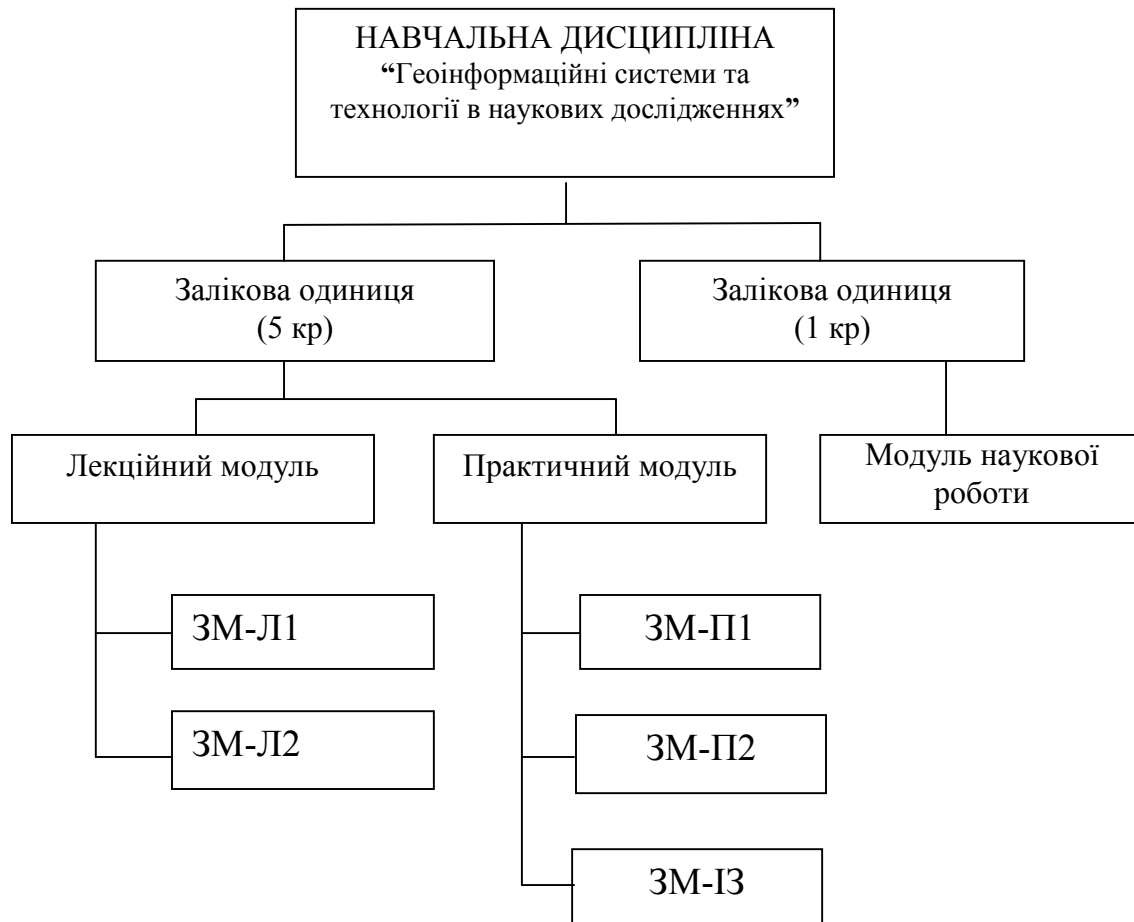 НАВЧАЛЬНА ДИСЦИПЛІНА
“Геоінформаційні системи та
технології в наукових дослідженнях”
Залікова одиниця
(5 кр)
Залікова одиниця
(1 кр)
Лекційний модуль
Практичний модуль
Модуль наукової
роботи
ЗМ-Л1
ЗМ-П1
ЗМ-Л2
ЗМ-П2
ЗМ-ІЗ